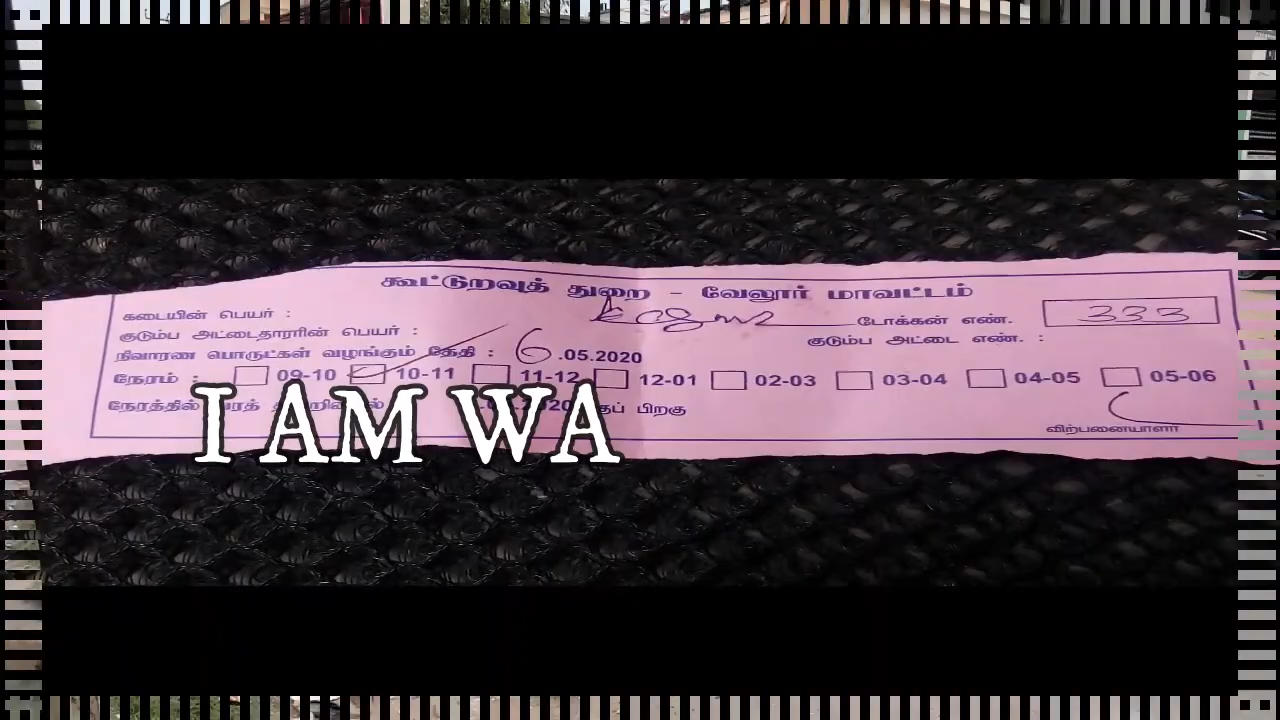 கூட்டுறவுத் துறை - வேலூர் மாவட்டம்
கடையின் பெயர் :
டோக்கன் எண். 333
குடும்ப அட்டைதாரரின் பெயர் :
குடும்ப அட்டை எண். :
நிவாரண பொருட்கள் வழங்கும் தேதி : 6 .05.2020
நேரம் : 09-10 10-11 11-12 12-01 02-03 03-04 04-05 05-06
நேரத்தில் பிறகு
விற்பனையாளர்
I AM WA